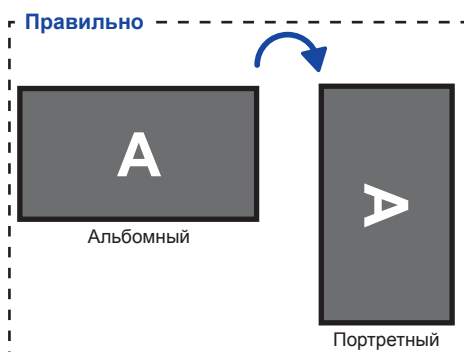 Правильно
A
Альбомный
A
Портретный